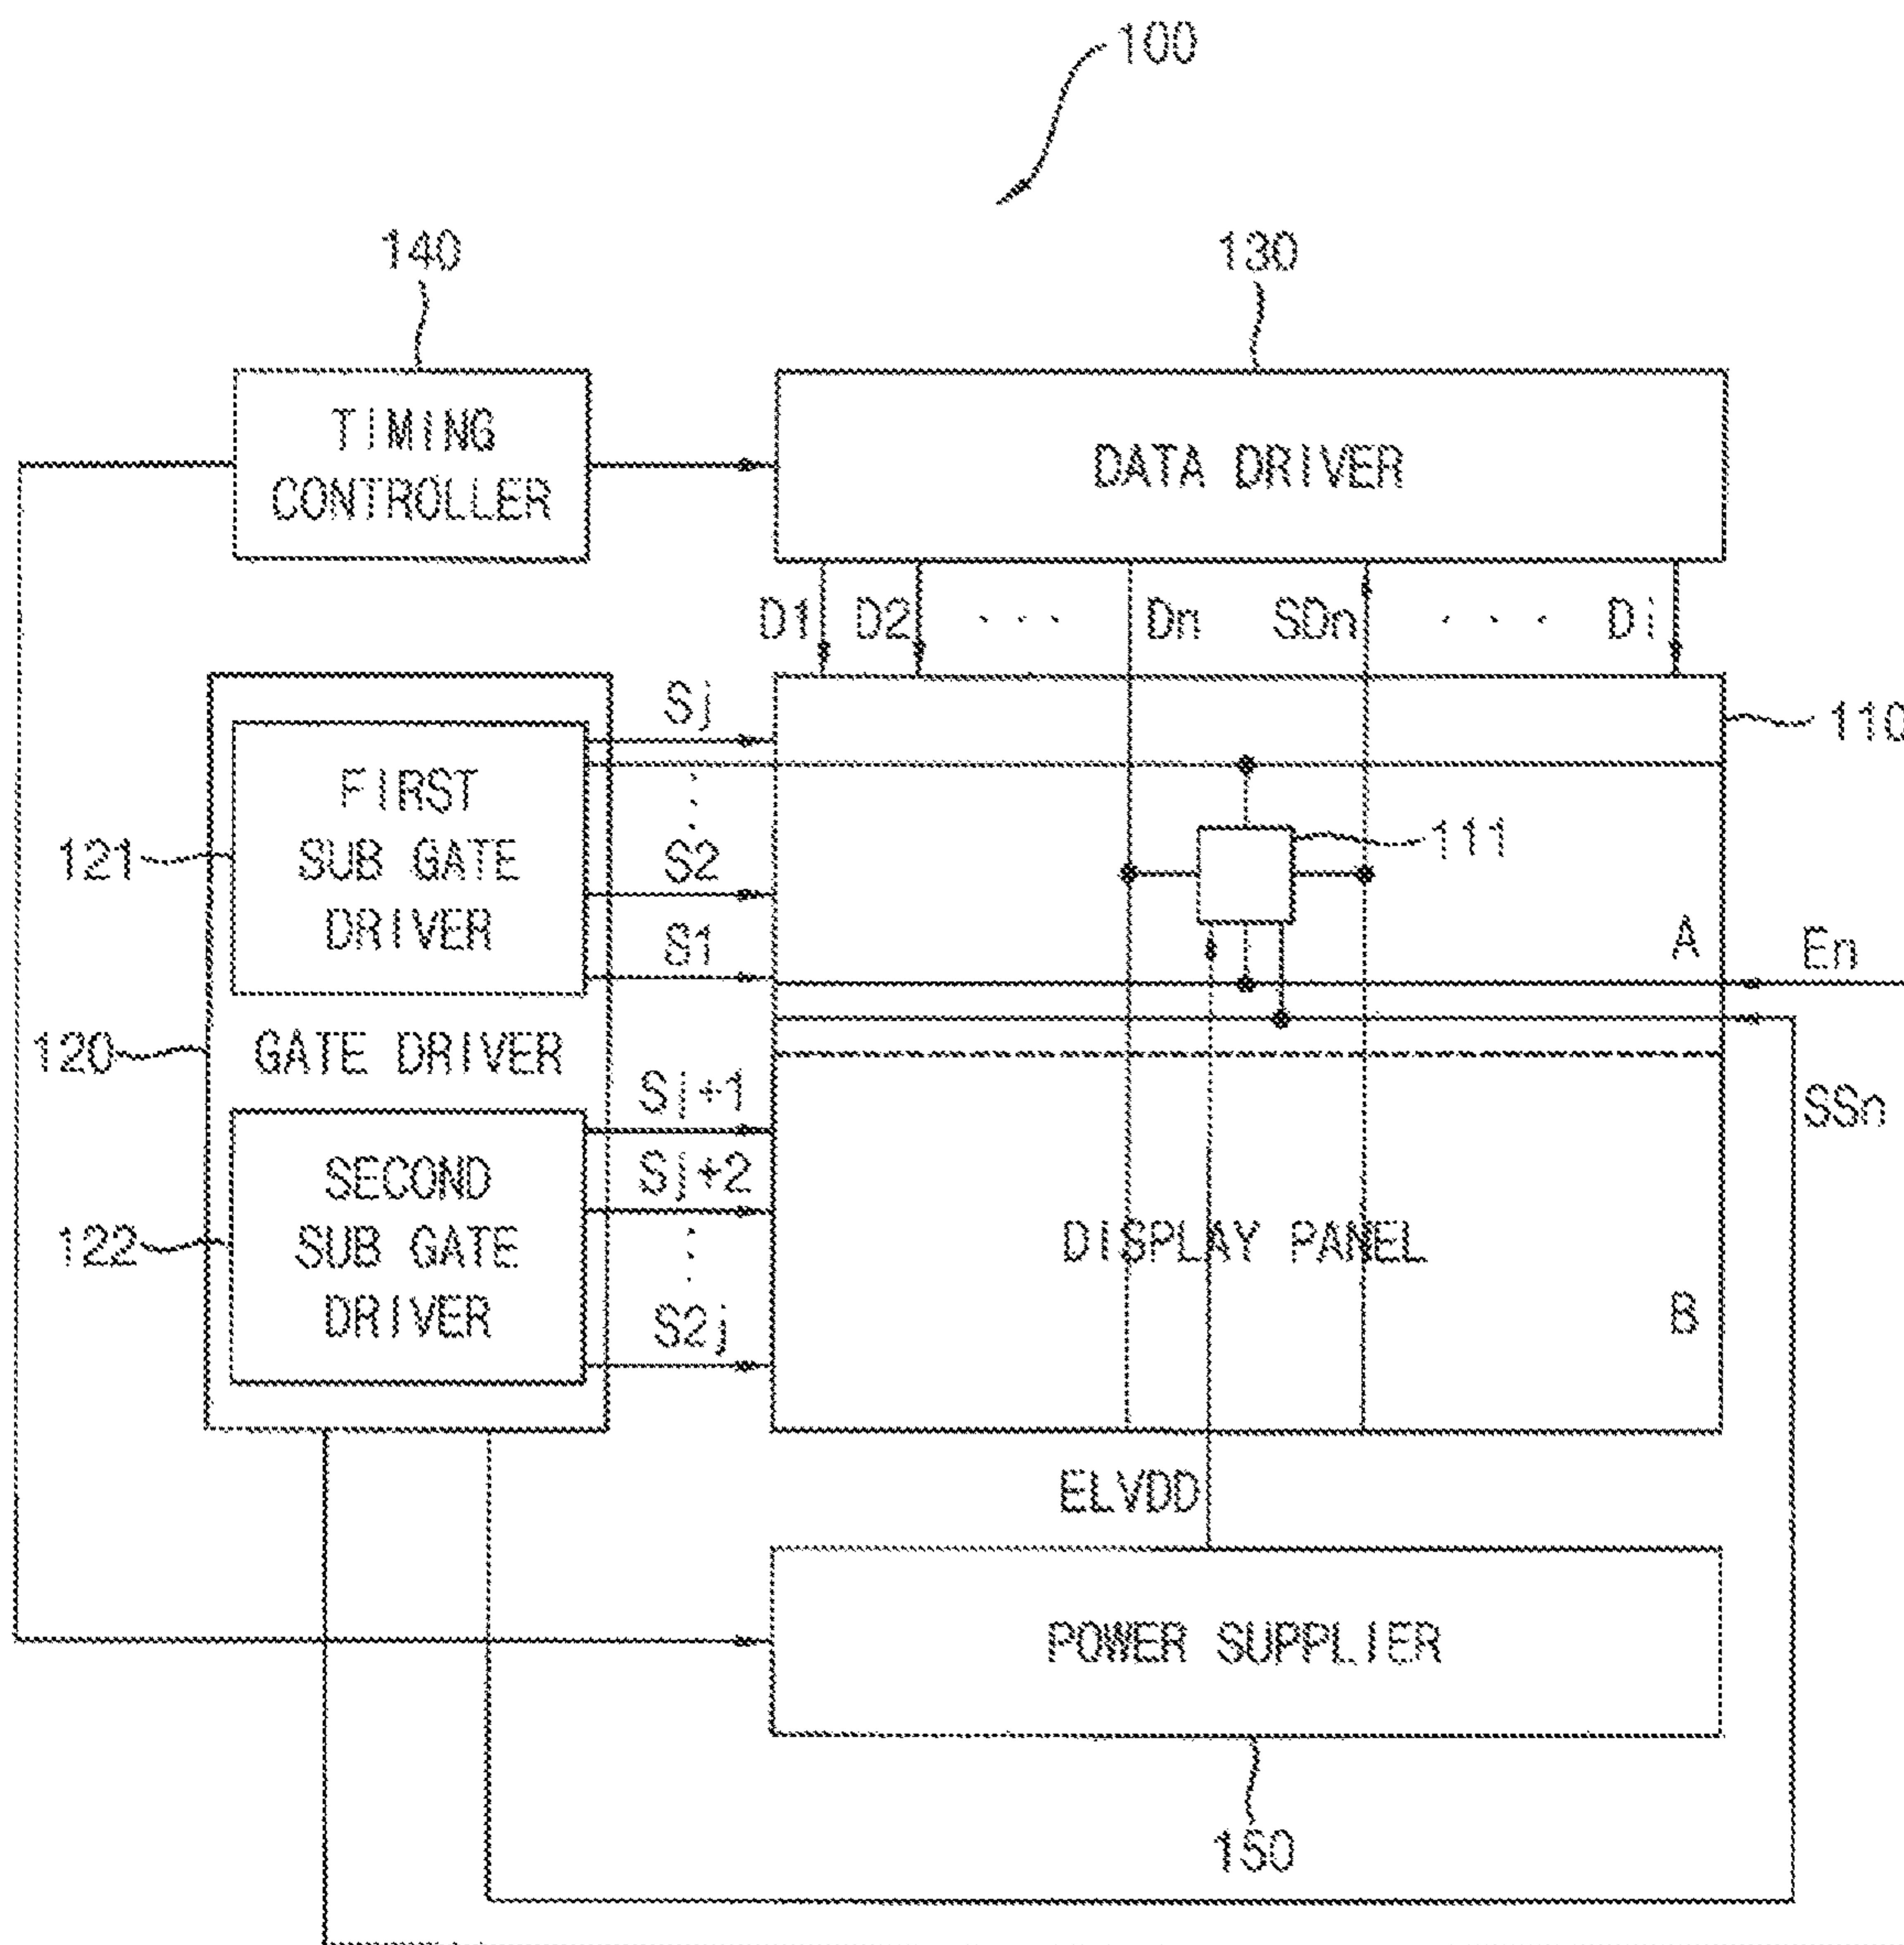 100
140
130
TIMING
CONTROLLER
DATA DRIVER
D1 D2 ... Dn SDn ... Di
Sj
110
FIRST
SUB GATE
DRIVER
121
S2
111
S1
A
En
120
GATE DRIVER
Sj+1
SSn
SECOND
SUB GATE
DRIVER
122
Sj+2
DISPLAY PANEL
S2j
B
ELVDD
POWER SUPPLIER
150